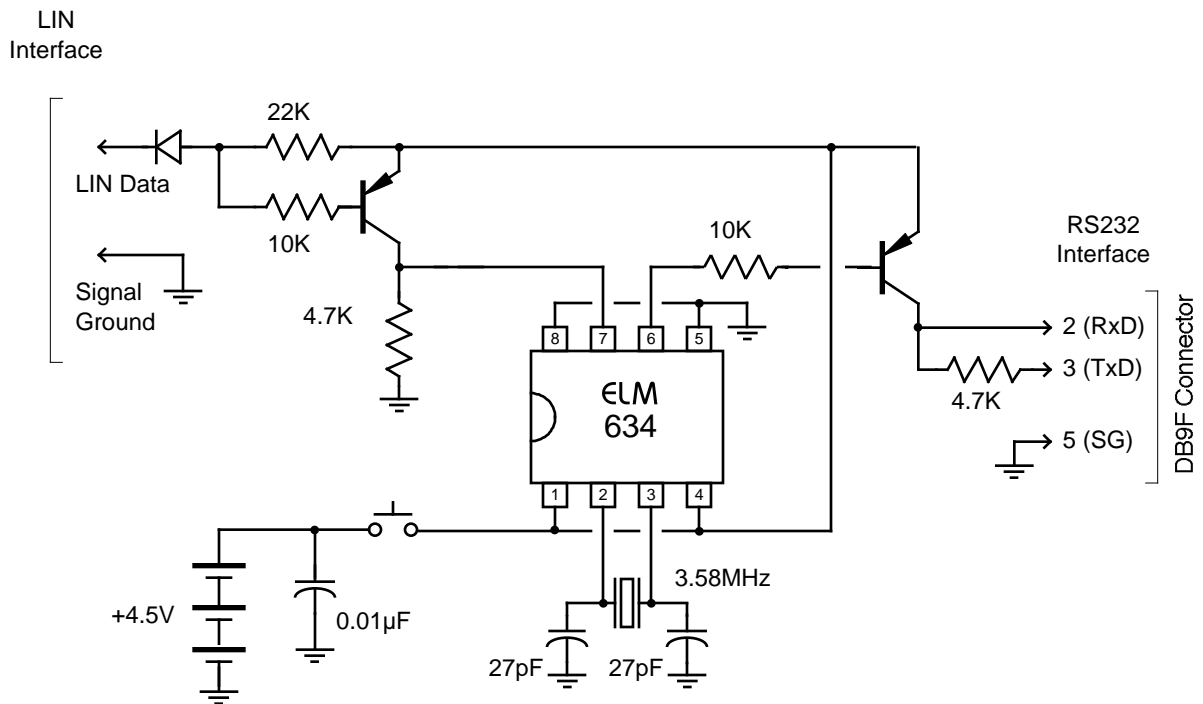 LIN
Interface
22K
LIN Data
10K
10K
RS232
Interface
Signal
Ground
4.7K
8
7
6
5
2 (RxD)
3 (TxD)
4.7K
5 (SG)
DB9F Connector
ELM
634
1
2
3
4
+4.5V
0.01µF
3.58MHz
27pF
27pF